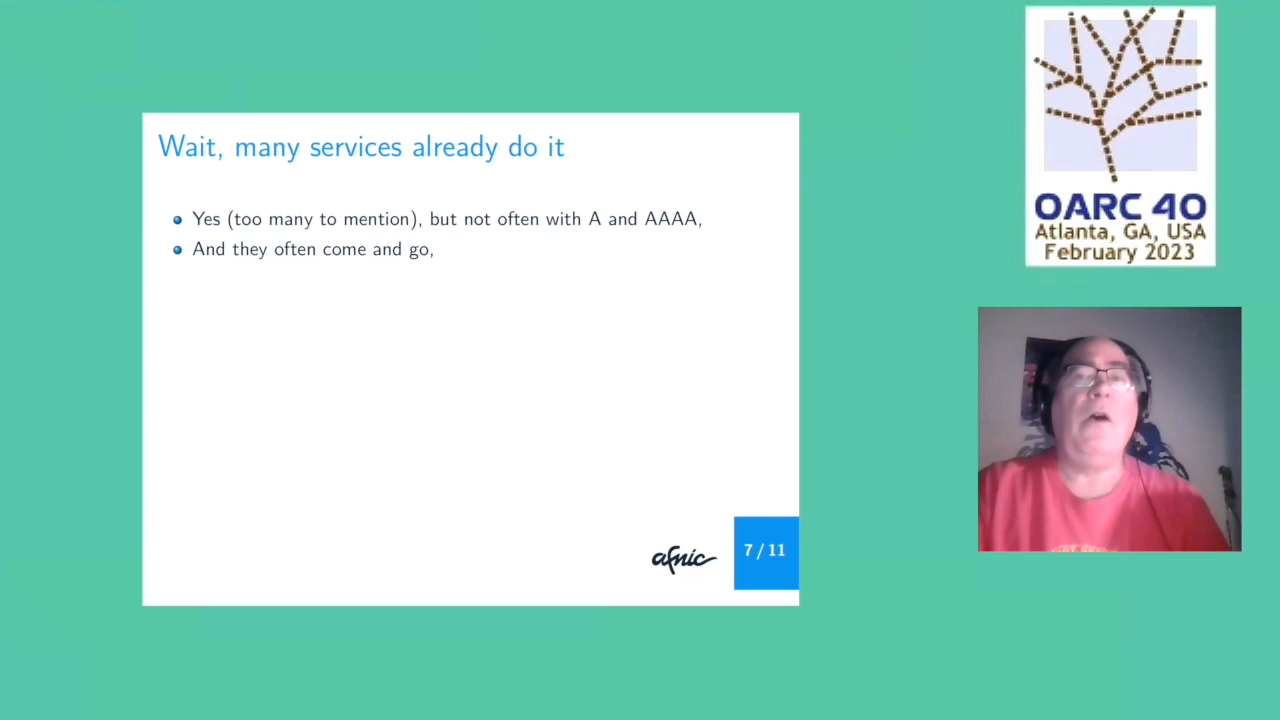 Wait, many services already do it
Yes (too many to mention), but not often with A and AAAA,
And they often come and go,
afnic
7 / 11
OARC 40
Atlanta, GA, USA
February 2023